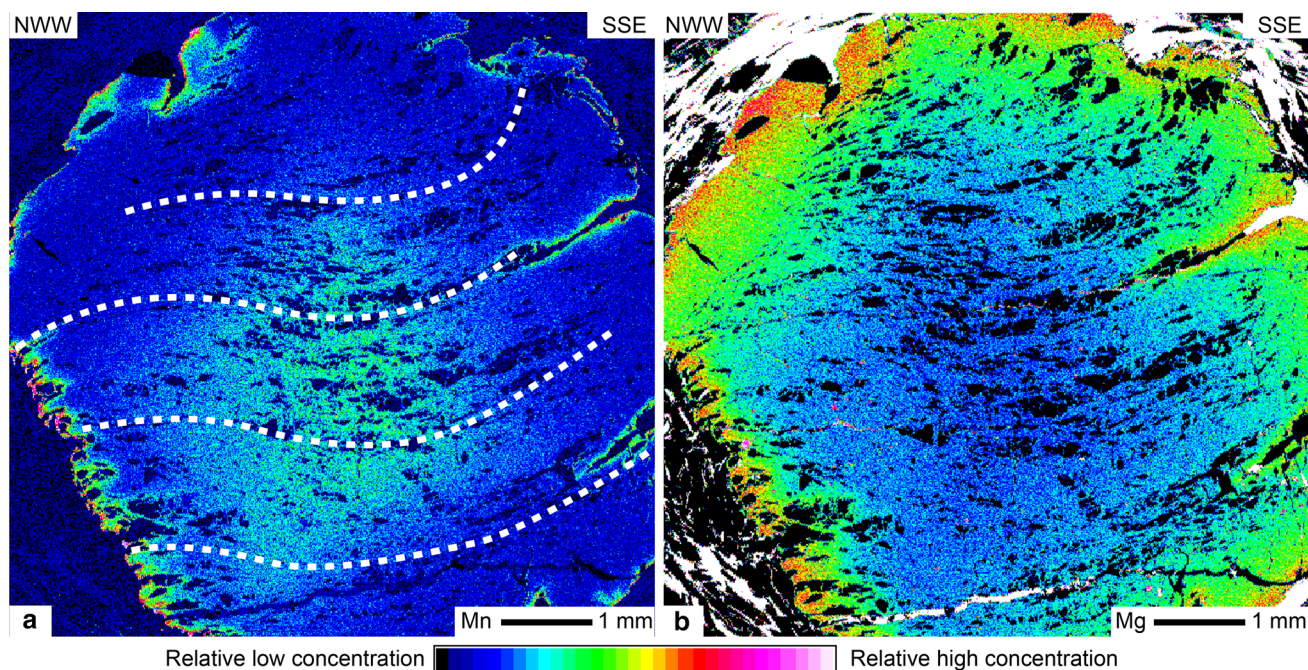 NWW SSE NWW SSE
a Mn 1 mm b Mg 1 mm
Relative low concentration Relative high concentration